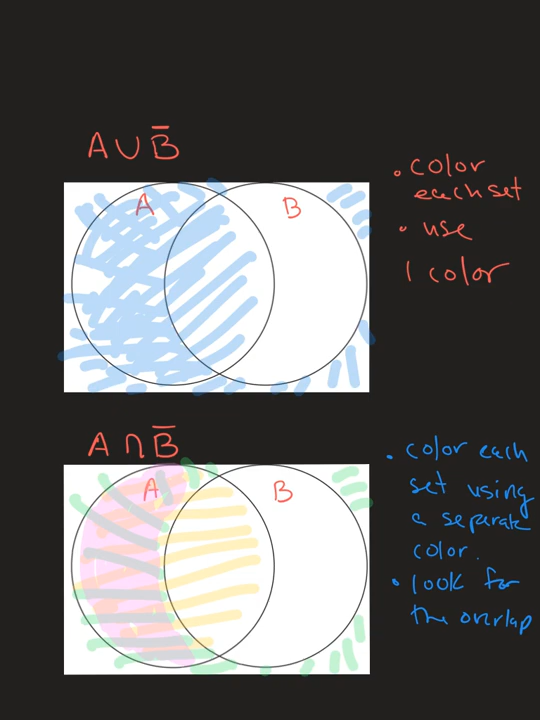 A∪B̅
A
B
• color
each set
• use
1 color
A∩B̅
A
B
• color each
set using
a separate
color.
• look for
the overlap